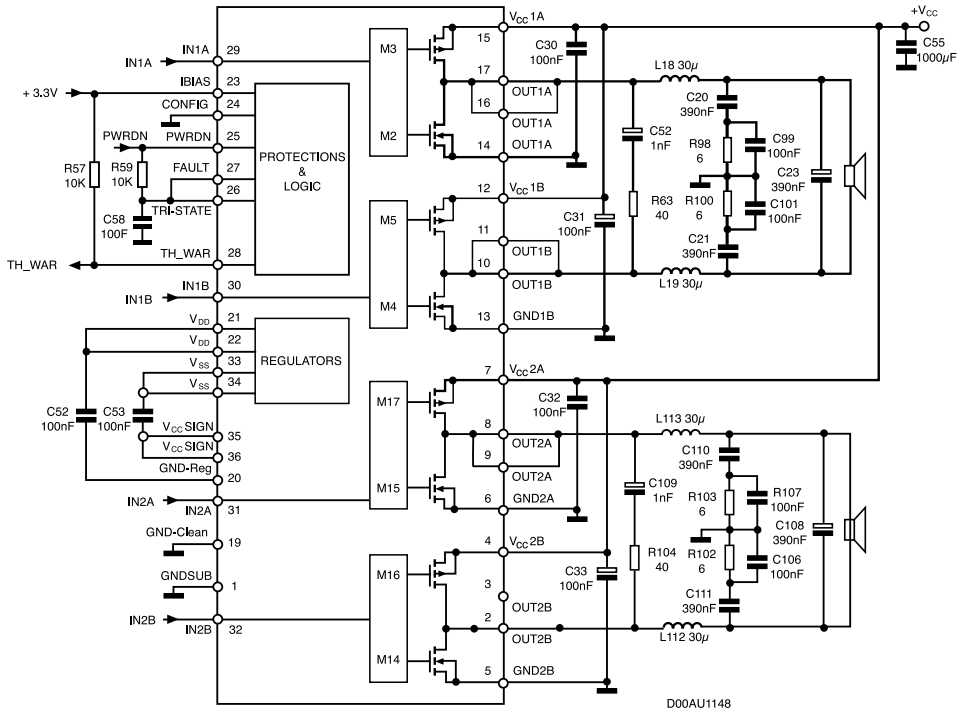 VCC 1A
+VCC
C55
1000µF
15
M3
C30
100nF
IN1A
29
IN1A
17
OUT1A
L18 30µ
IBIAS
23
+ 3.3V
16
OUT1A
C20
390nF
CONFIG
24
M2
C52
1nF
C99
100nF
PWRDN
PWRDN
25
14
OUT1A
R98
6
C23
390nF
R57
10K
R59
10K
FAULT
27
PROTECTIONS
&
LOGIC
26
TRI-STATE
12
VCC 1B
R100
6
C101
100nF
C58
100F
M5
C31
100nF
R63
40
11
OUT1B
C21
390nF
TH_WAR
TH_WAR
28
10
OUT1B
L19 30µ
IN1B
IN1B
30
M4
13
GND1B
VDD
21
VDD
22
REGULATORS
VSS
33
VSS
34
7
VCC 2A
C52
100nF
C53
100nF
M17
C32
100nF
8
OUT2A
L113 30µ
VCC SIGN
35
VCC SIGN
36
9
OUT2A
C110
390nF
GND-Reg
20
M15
C109
1nF
R103
6
R107
100nF
IN2A
IN2A
31
6
GND2A
C108
390nF
GND-Clean
19
4
VCC 2B
R104
40
R102
6
C106
100nF
GNDSUB
1
M16
3
OUT2B
C33
100nF
C111
390nF
IN2B
IN2B
32
2
OUT2B
L112 30µ
M14
5
GND2B
D00AU1148